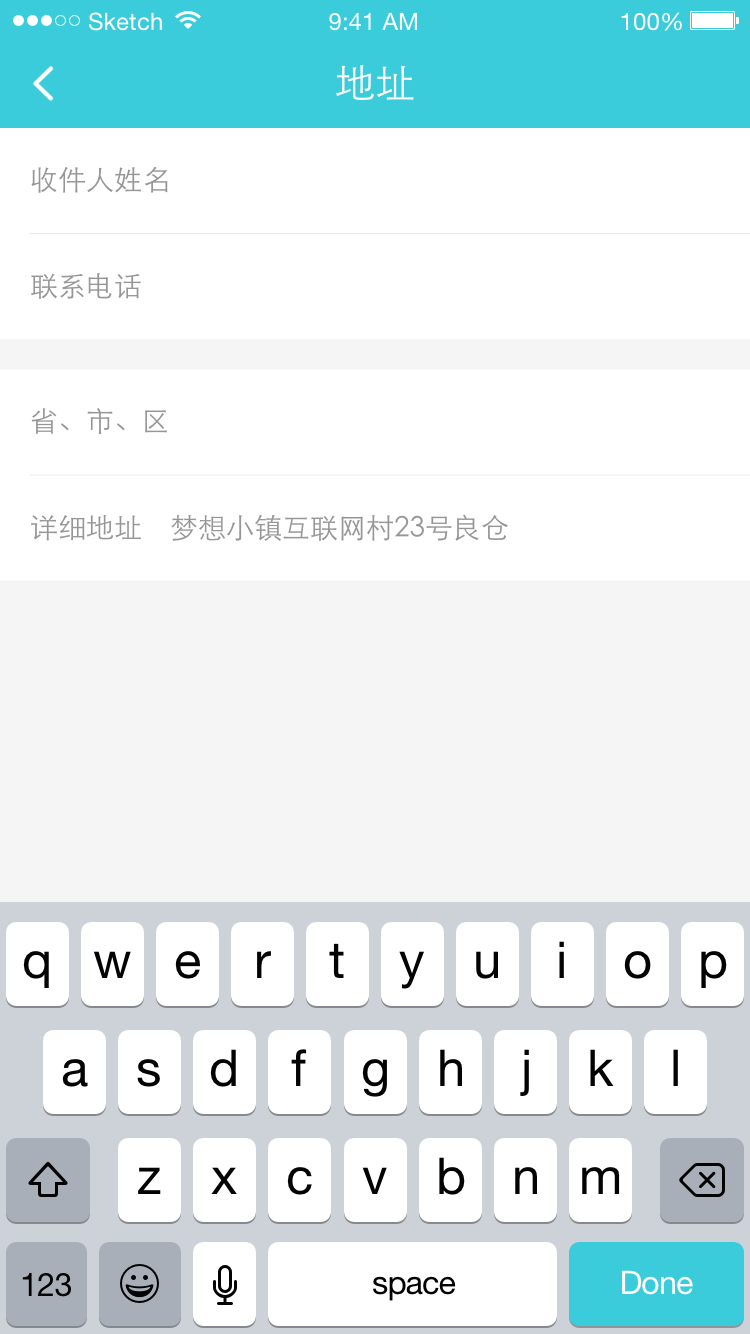 Sketch 9:41 AM 100%
地址
收件人姓名
联系电话
省、市、区
详细地址 梦想小镇互联网村23号良仓
q w e r t y u i o p
a s d f g h j k l
z x c v b n m
123 space Done